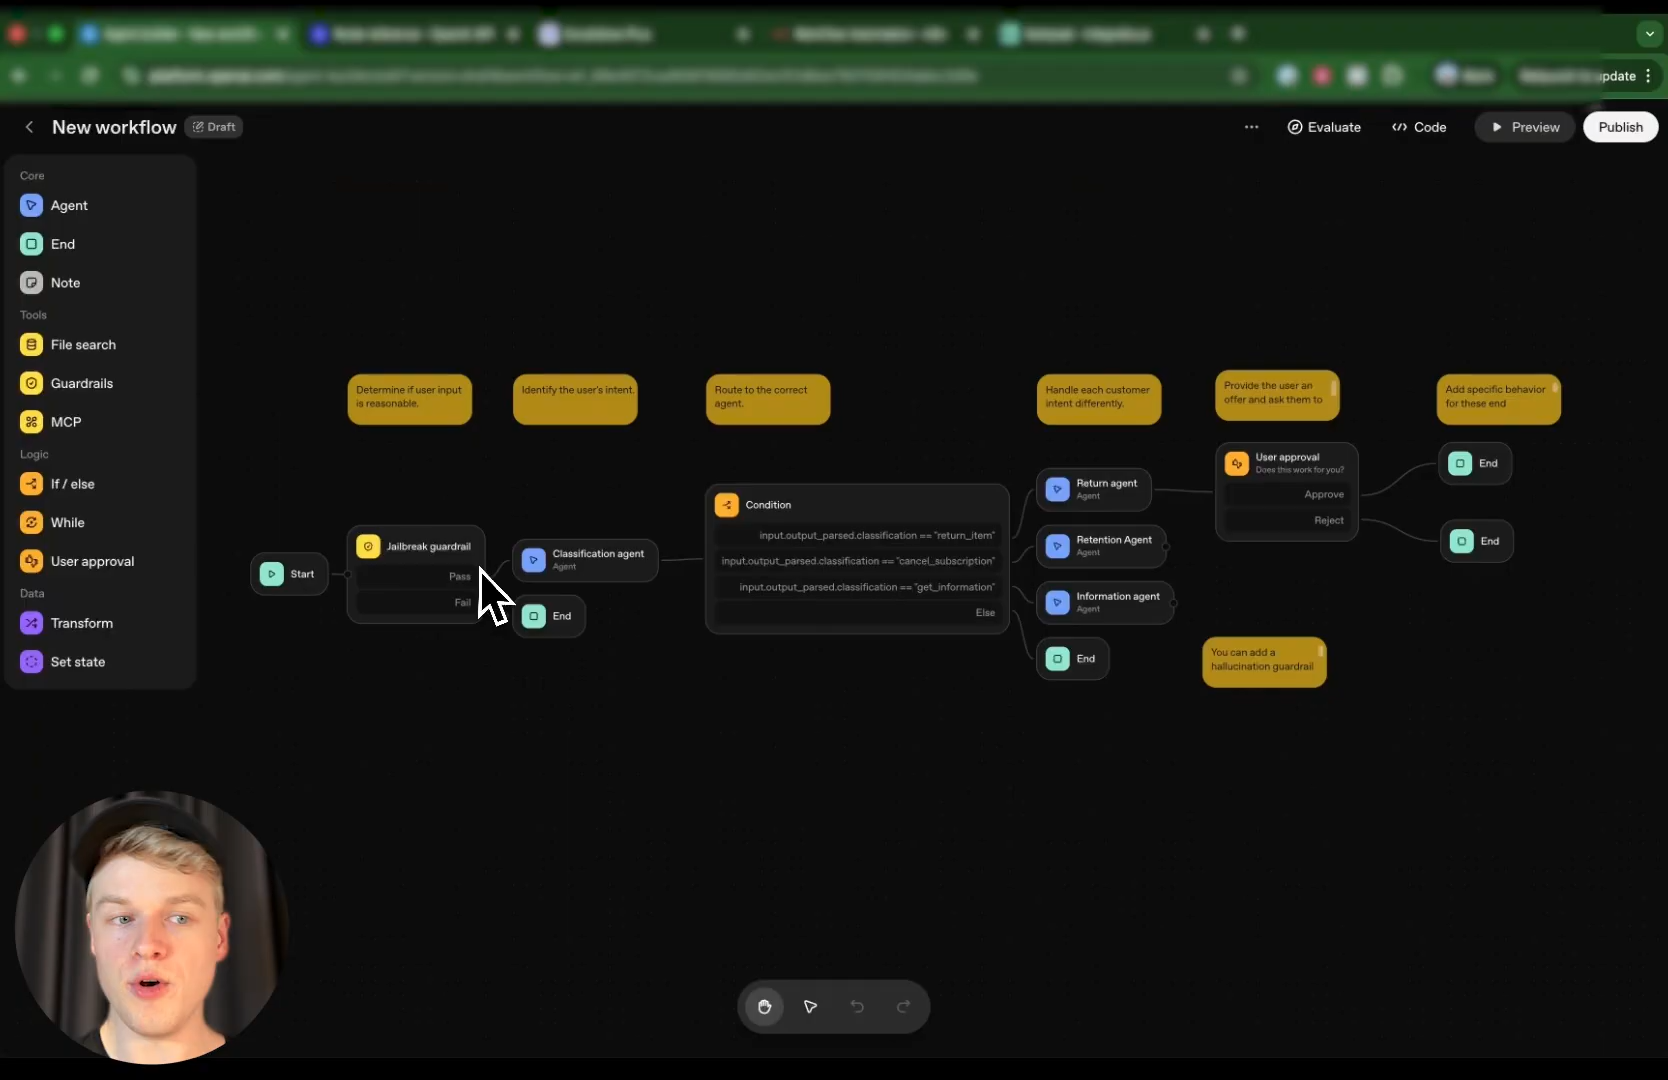 update
New workflow
Draft
Evaluate
Code
Preview
Publish
Core
Agent
End
Note
Tools
File search
Guardrails
MCP
Logic
If / else
While
User approval
Data
Transform
Set state
Determine if user input
is reasonable.
Identify the user's intent.
Route to the correct
agent.
Handle each customer
intent differently.
Provide the user an
offer and ask them to
Add specific behavior
for these end
Start
Jailbreak guardrail
Pass
Fail
Classification agent
Agent
End
Condition
input.output_parsed.classification == "return_item"
input.output_parsed.classification == "cancel_subscription"
input.output_parsed.classification == "get_information"
Else
Return agent
Agent
Retention Agent
Agent
Information agent
Agent
End
User approval
Does this work for you?
Approve
Reject
End
End
You can add a
hallucination guardrail